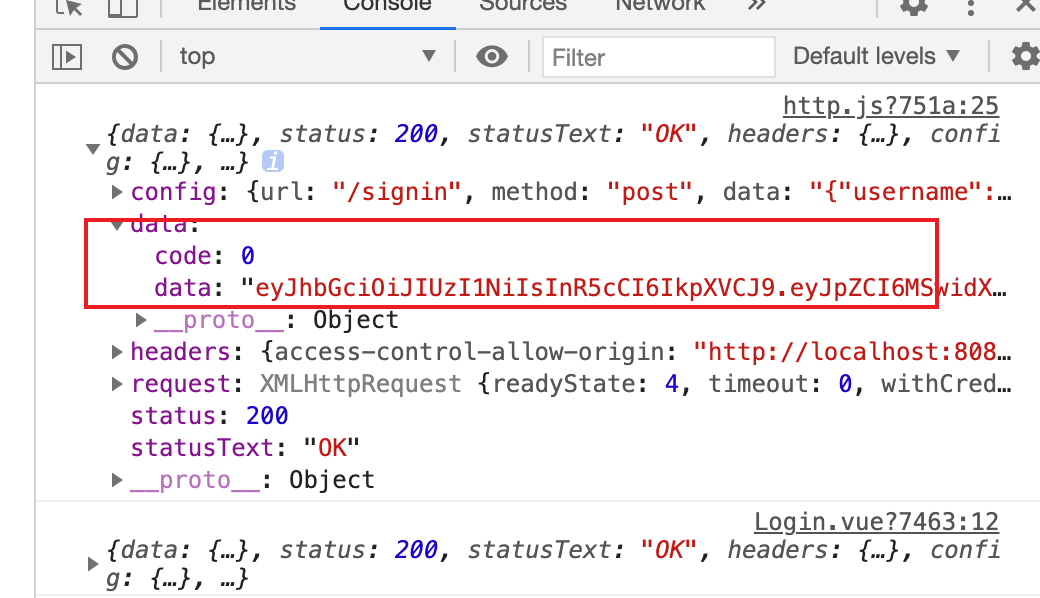 Elements Console Sources Network »
top ▼ Filter Default levels ▼
http.js?751a:25
▼ {data: {…}, status: 200, statusText: "OK", headers: {…}, confi
g: {…}, …} i
▶ config: {url: "/signin", method: "post", data: "{"username":…
▼ data:
code: 0
data: "eyJhbGciOiJIUzI1NiIsInR5cCI6IkpXVCJ9.eyJpZCI6MSwidX…
▶ __proto__: Object
▶ headers: {access-control-allow-origin: "http://localhost:808…
▶ request: XMLHttpRequest {readyState: 4, timeout: 0, withCred…
status: 200
statusText: "OK"
▶ __proto__: Object
Login.vue?7463:12
▶ {data: {…}, status: 200, statusText: "OK", headers: {…}, confi
g: {…}, …}